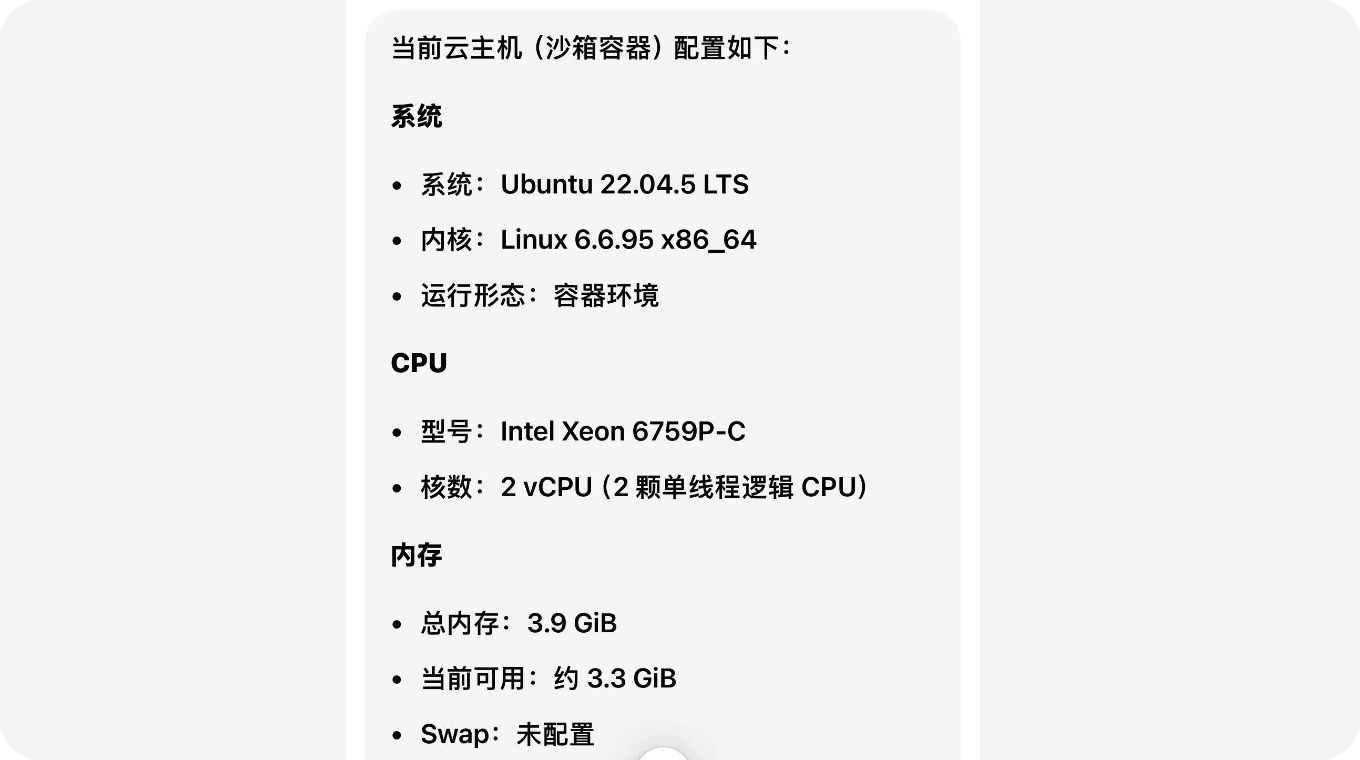 当前云主机（沙箱容器）配置如下：
系统
• 系统：Ubuntu 22.04.5 LTS
• 内核：Linux 6.6.95 x86_64
• 运行形态：容器环境
CPU
• 型号：Intel Xeon 6759P-C
• 核数：2 vCPU（2 颗单线程逻辑 CPU）
内存
• 总内存：3.9 GiB
• 当前可用：约 3.3 GiB
• Swap：未配置